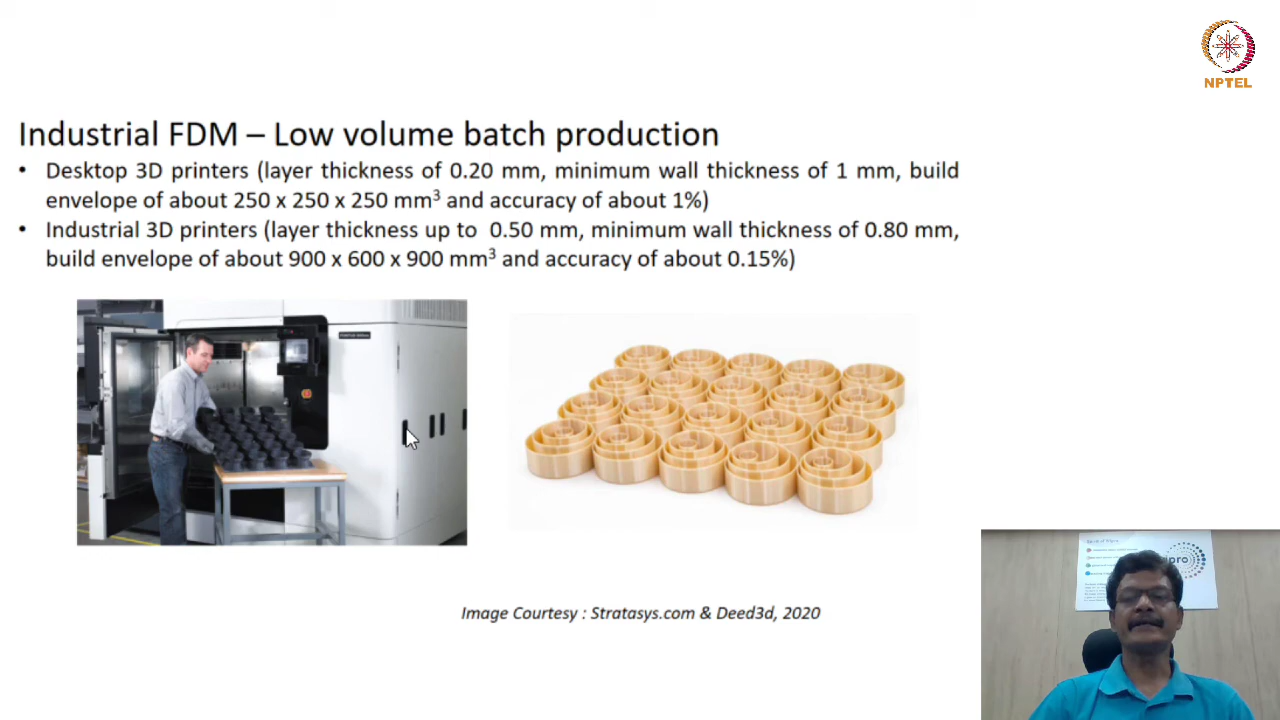 NPTEL
Industrial FDM – Low volume batch production
• Desktop 3D printers (layer thickness of 0.20 mm, minimum wall thickness of 1 mm, build
envelope of about 250 x 250 x 250 mm³ and accuracy of about 1%)
• Industrial 3D printers (layer thickness up to 0.50 mm, minimum wall thickness of 0.80 mm,
build envelope of about 900 x 600 x 900 mm³ and accuracy of about 0.15%)
Image Courtesy : Stratasys.com & Deed3d, 2020